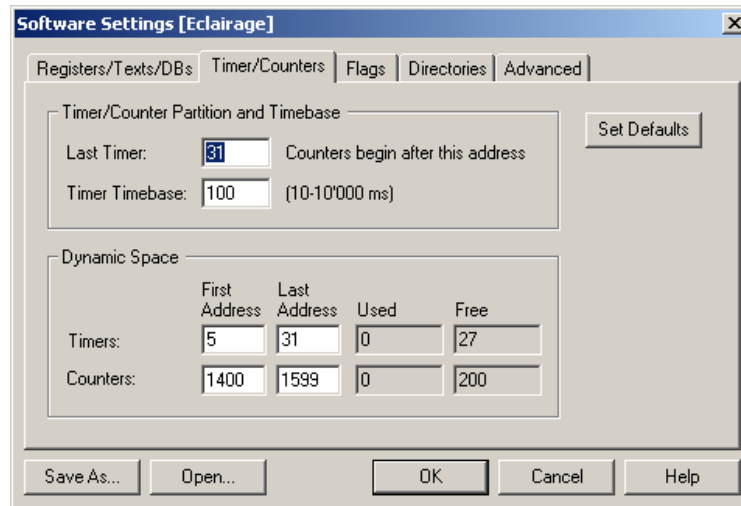 Software Settings [Eclairage]
Registers/Texts/DBs Timer/Counters Flags Directories Advanced
Timer/Counter Partition and Timebase
Set Defaults
Last Timer: 31 Counters begin after this address
Timer Timebase: 100 (10-10'000 ms)
Dynamic Space
First Last
Address Address Used Free
Timers: 5 31 0 27
Counters: 1400 1599 0 200
Save As... Open... OK Cancel Help